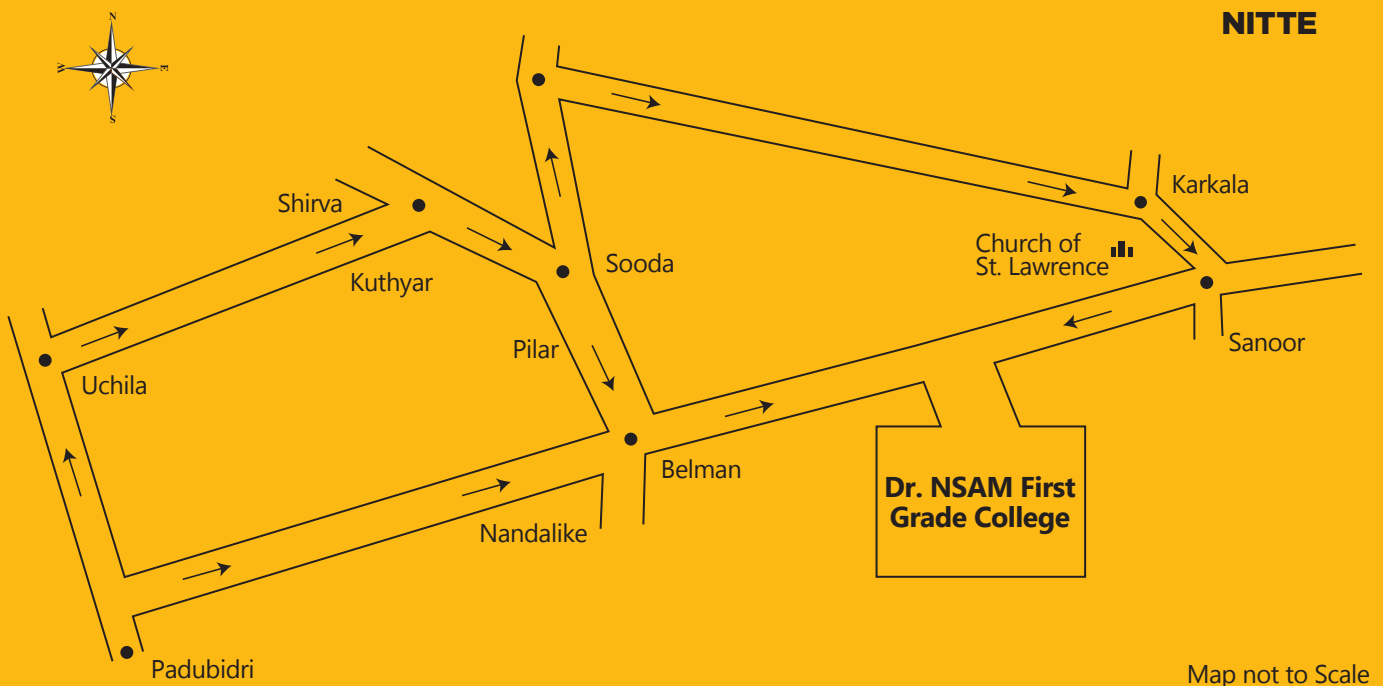 NITTE
N
W
E
S
Karkala
Shirva
Church of
St. Lawrence
Sooda
Kuthyar
Pilar
Sanoor
Uchila
Belman
Dr. NSAM First
Grade College
Nandalike
Padubidri
Map not to Scale